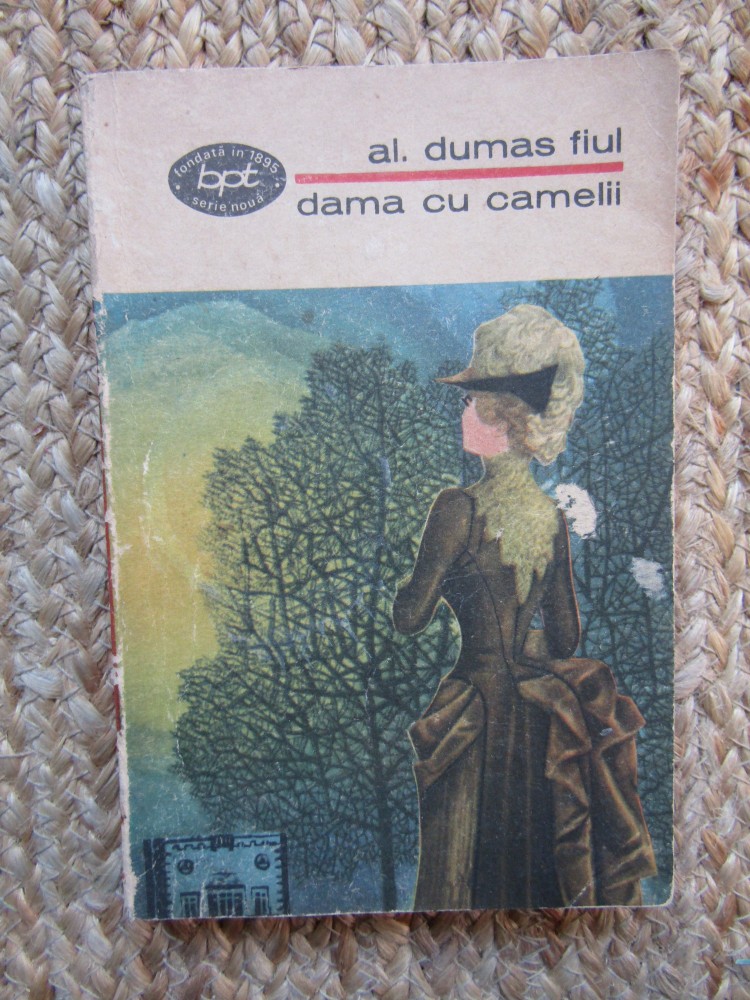 fondată în 1895
bpt
serie nouă
al. dumas fiul
dama cu camelii